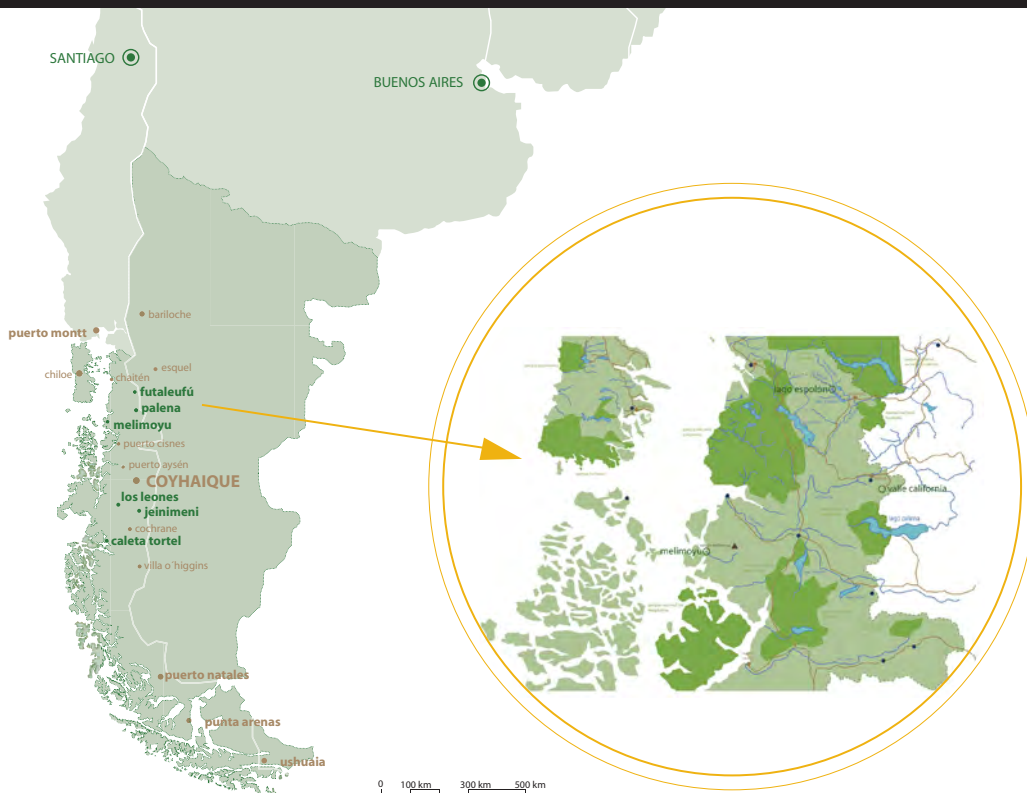 SANTIAGO
BUENOS AIRES
bariloche
puerto montt
esquel
chiloe
chaitén
futaleufú
palena
melimoyu
puerto cisnes
puerto aysén
COYHAIQUE
los leones
jeinimeni
cochrane
caleta tortel
villa o´higgins
puerto natales
punta arenas
ushuaia
0 100 km 300 km 500 km
lago espolón
valle california
lago palena
melimoyu